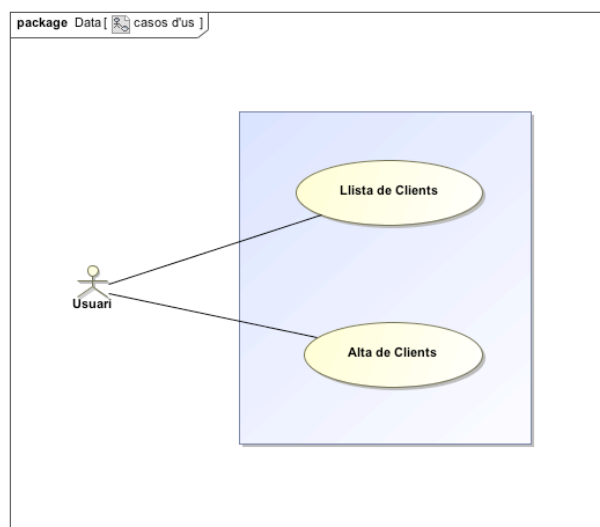 package Data [ casos d'us ]
Llista de Clients
Usuari
Alta de Clients